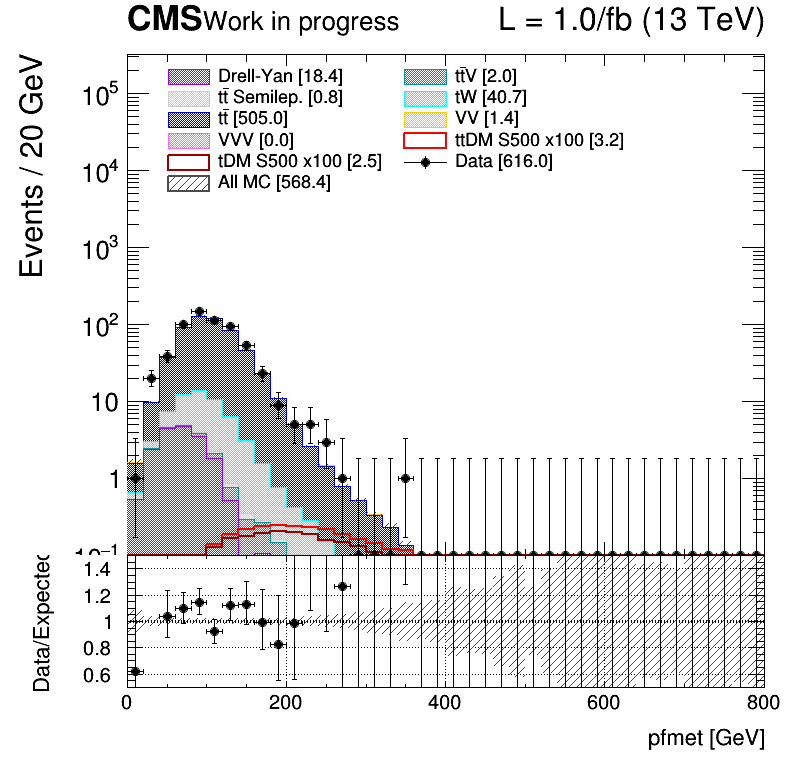 CMS Work in progress L = 1.0/fb (13 TeV)
Events / 20 GeV
Drell-Yan [18.4] tt̄V [2.0]
tt̄ Semilep. [0.8] tW [40.7]
tt̄ [505.0] VV [1.4]
VVV [0.0] ttDM S500 x100 [3.2]
tDM S500 x100 [2.5] Data [616.0]
All MC [568.4]
10⁵
10⁴
10³
10²
10
1
10⁻¹
Data/Expected
1.4
1.2
1
0.8
0.6
0 200 400 600 800
pfmet [GeV]